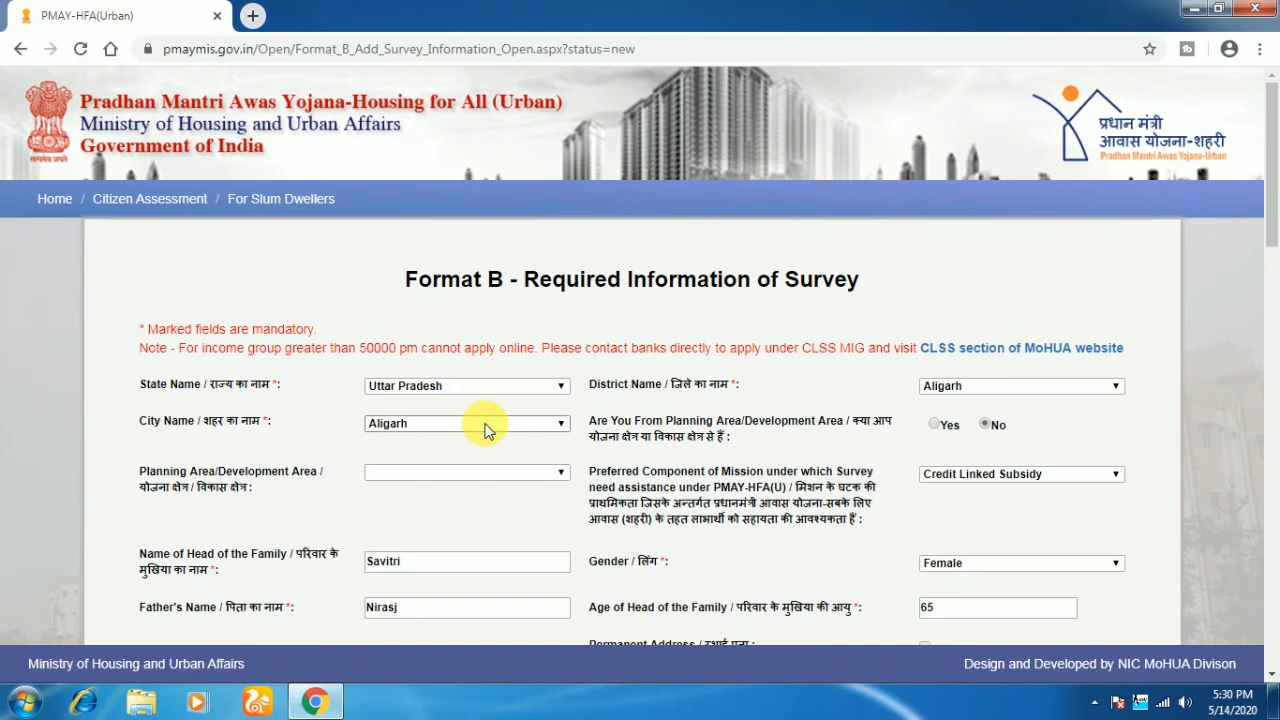 PMAY-HFA(Urban)
pmaymis.gov.in/Open/Format_B_Add_Survey_Information_Open.aspx?status=new
Pradhan Mantri Awas Yojana-Housing for All (Urban)
Ministry of Housing and Urban Affairs
Government of India
सत्यमेव जयते
प्रधान मंत्री
आवास योजना-शहरी
Pradhan Mantri Awas Yojana-Urban
Home / Citizen Assessment / For Slum Dwellers
Format B - Required Information of Survey
* Marked fields are mandatory.
Note - For income group greater than 50000 pm cannot apply online. Please contact banks directly to apply under CLSS MIG and visit CLSS section of MoHUA website
State Name / राज्य का नाम *: Uttar Pradesh District Name / जिले का नाम *: Aligarh
City Name / शहर का नाम *: Aligarh Are You From Planning Area/Development Area / क्या आप
योजना क्षेत्र या विकास क्षेत्र से हैं : Yes No
Planning Area/Development Area /
योजना क्षेत्र / विकास क्षेत्र :
Preferred Component of Mission under which Survey
need assistance under PMAY-HFA(U) / मिशन के घटक की
प्राथमिकता जिसके अन्तर्गत प्रधानमंत्री आवास योजना-सबके लिए
आवास (शहरी) के तहत लाभार्थी को सहायता की आवश्यकता हैं :
Credit Linked Subsidy
Name of Head of the Family / परिवार के
मुखिया का नाम *:
Savitri
Gender / लिंग *: Female
Father's Name / पिता का नाम *: Nirasj Age of Head of the Family / परिवार के मुखिया की आयु *: 65
Permanent Address / स्थाई पता :
Ministry of Housing and Urban Affairs Design and Developed by NIC MoHUA Divison
5:30 PM
5/14/2020